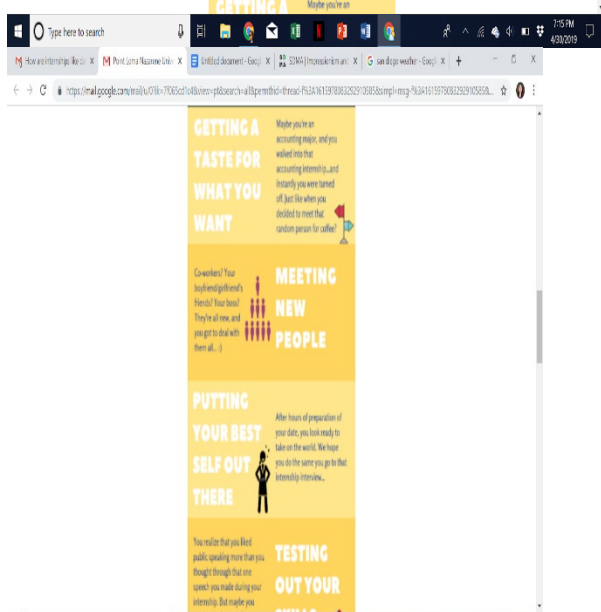 GETTING A
Maybe you're an
Type here to search
7:15 PM
4/30/2019
How are internships like da
Point Loma Nazarene Unive
Untitled document - Googl
SDMA | Impressionism and
san diego weather - Googl
GETTING A
TASTE FOR
WHAT YOU
WANT
Maybe you're an
accounting major, and you
walked into that
accounting internship...and
instantly you were turned
off. Just like when you
decided to meet that
random person for coffee?
Co-workers? Your
boyfriend/girlfriend's
friends? Your boss?
They're all new, and
you got to deal with
them all... :)
MEETING
NEW
PEOPLE
PUTTING
YOUR BEST
SELF OUT
THERE
After hours of preparation of
your date, you look ready to
take on the world. We hope
you do the same you go to that
internship interview...
You realize that you liked
public speaking more than you
thought through that one
speech you made during your
internship. But maybe you
TESTING
OUT YOUR